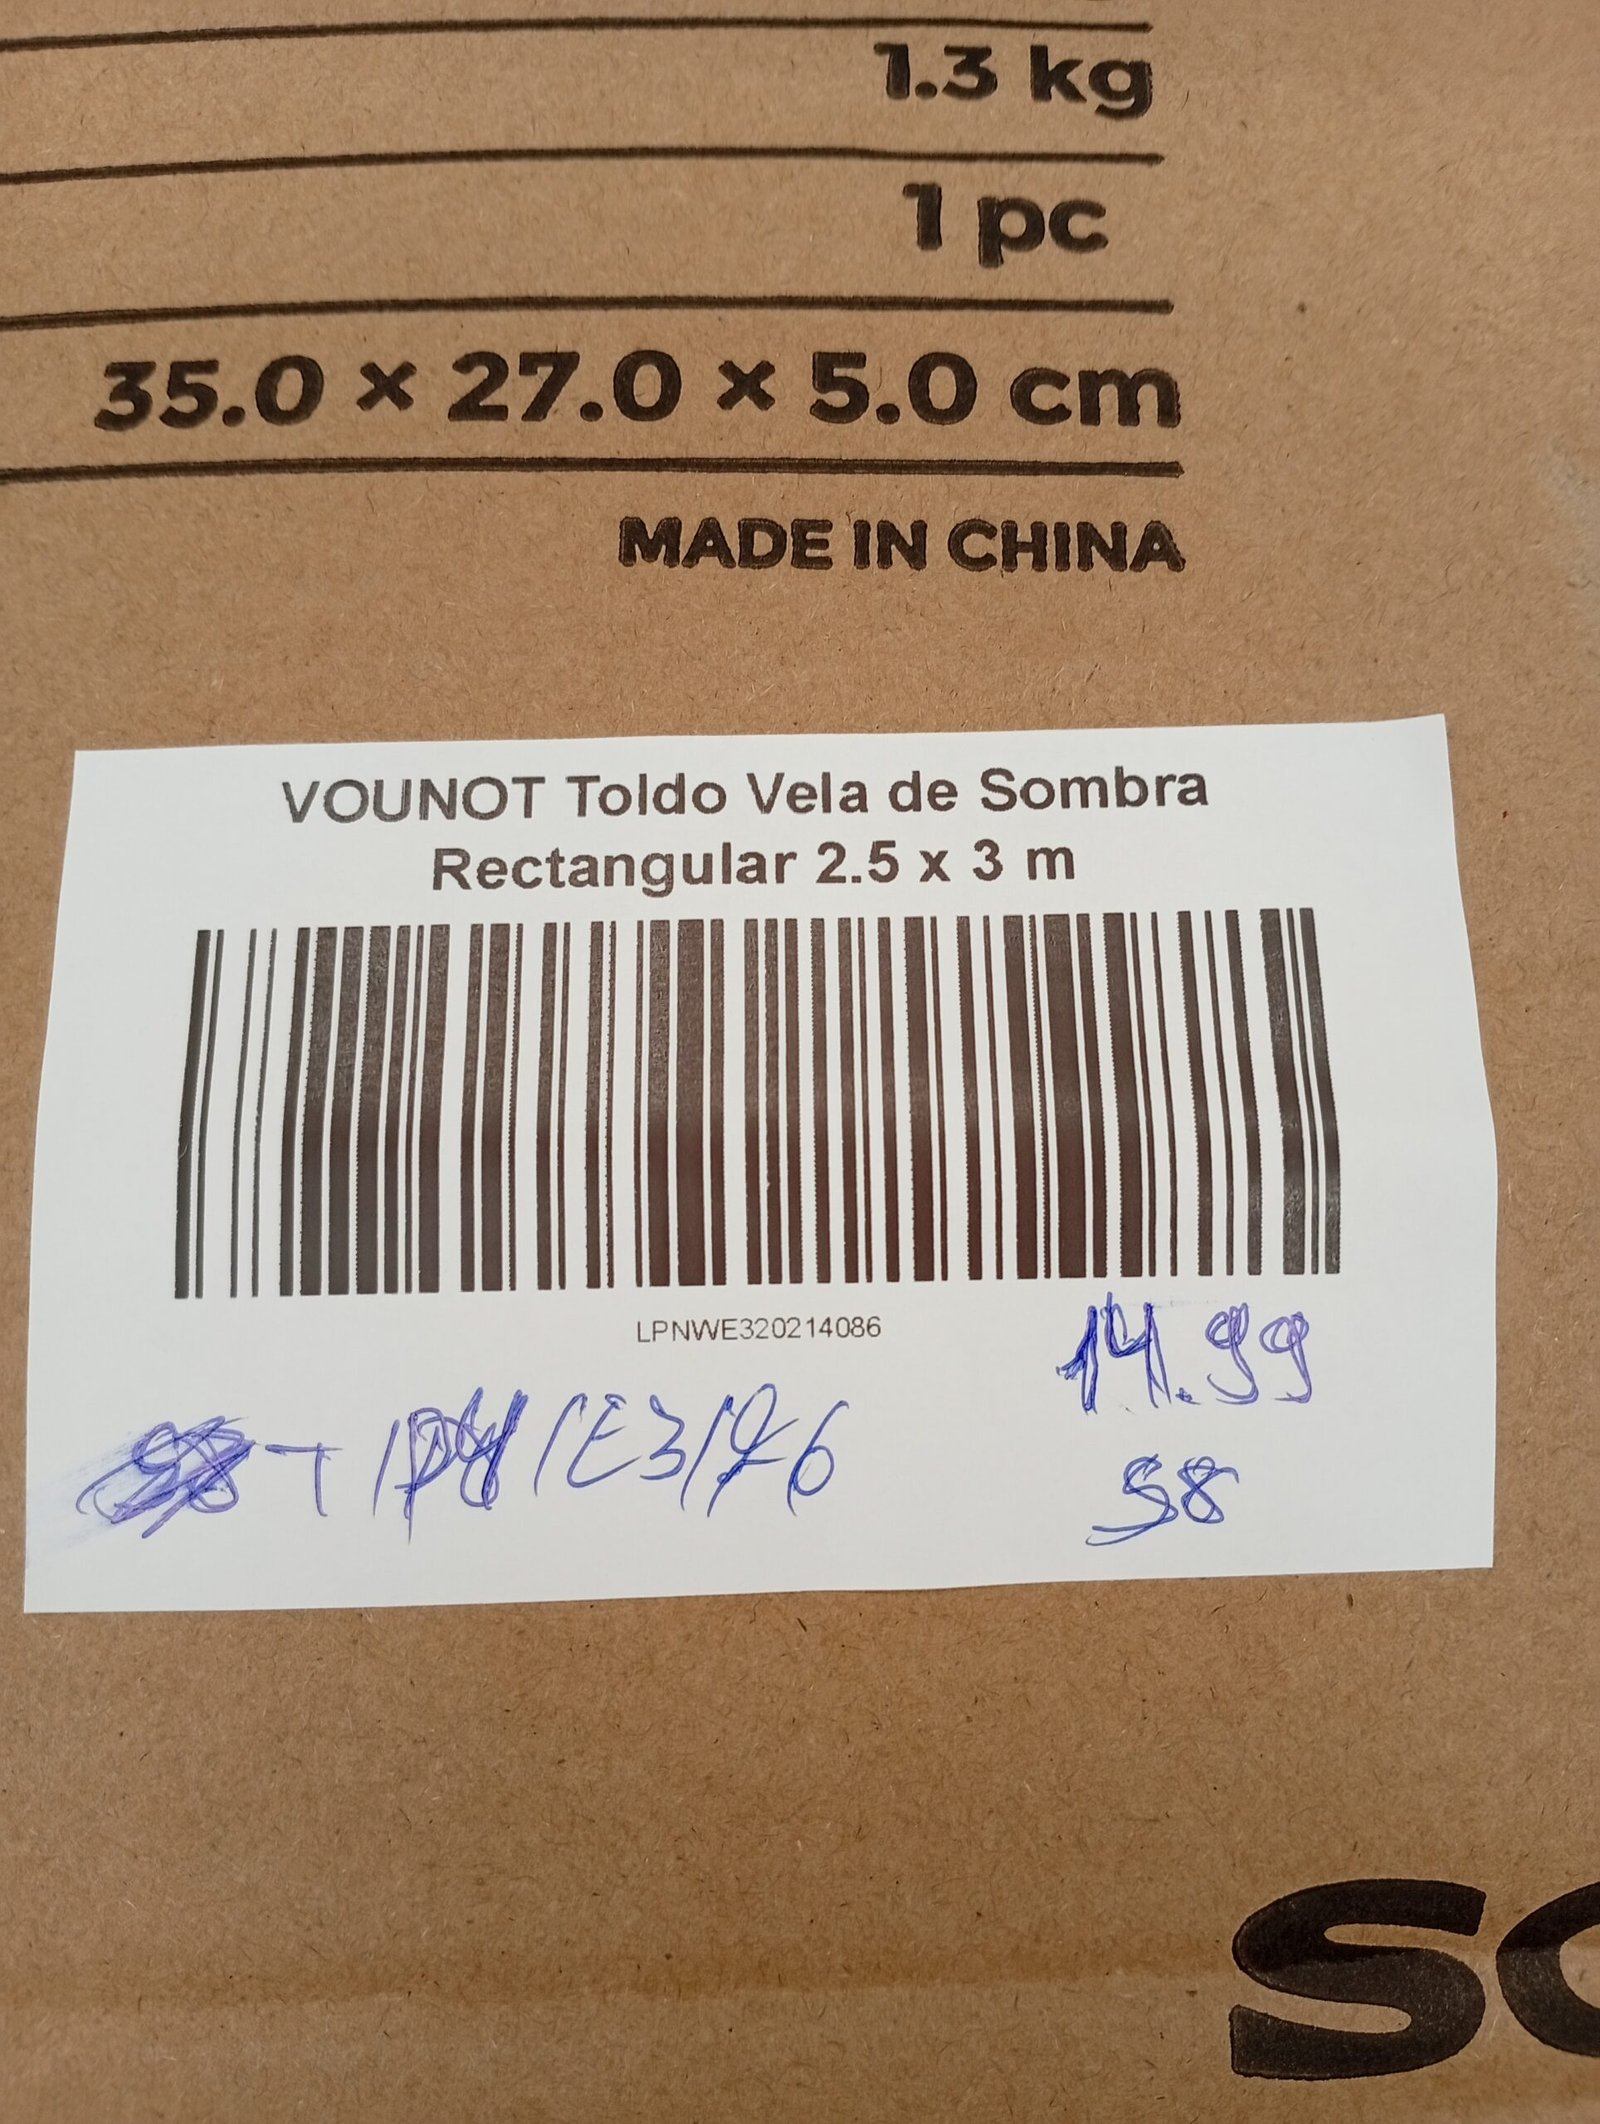 1.3 kg
1 pc
35.0 × 27.0 × 5.0 cm
MADE IN CHINA
VOUNOT Toldo Vela de Sombra
Rectangular 2.5 x 3 m
LPNWE320214086
14.99
58